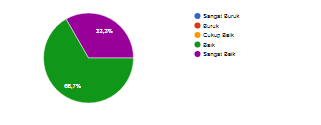 33,3%
66,7%
Sangat Buruk
Buruk
Cukup Baik
Baik
Sangat Baik